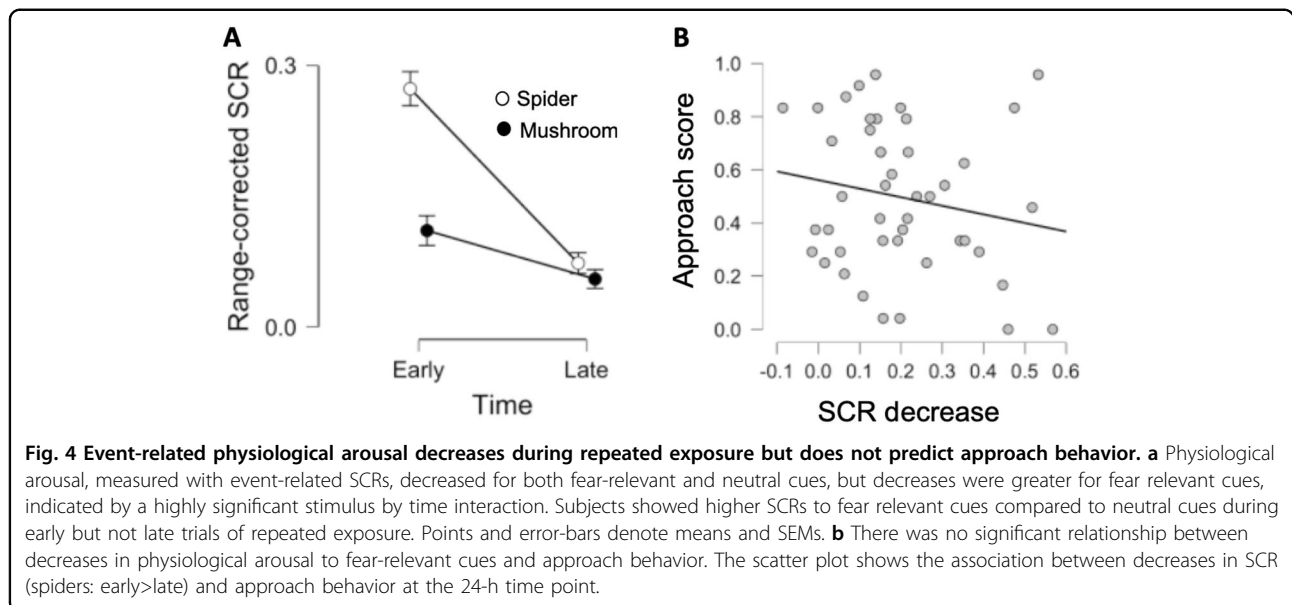 A
B
0.3
0.0
Range-corrected SCR
Spider
Mushroom
Early
Late
Time
1.0
0.8
0.6
0.4
0.2
0.0
Approach score
-0.1 0.0 0.1 0.2 0.3 0.4 0.5 0.6
SCR decrease
Fig. 4 Event-related physiological arousal decreases during repeated exposure but does not predict approach behavior. a Physiological
arousal, measured with event-related SCRs, decreased for both fear-relevant and neutral cues, but decreases were greater for fear relevant cues,
indicated by a highly significant stimulus by time interaction. Subjects showed higher SCRs to fear relevant cues compared to neutral cues during
early but not late trials of repeated exposure. Points and error-bars denote means and SEMs. b There was no significant relationship between
decreases in physiological arousal to fear-relevant cues and approach behavior. The scatter plot shows the association between decreases in SCR
(spiders: early>late) and approach behavior at the 24-h time point.